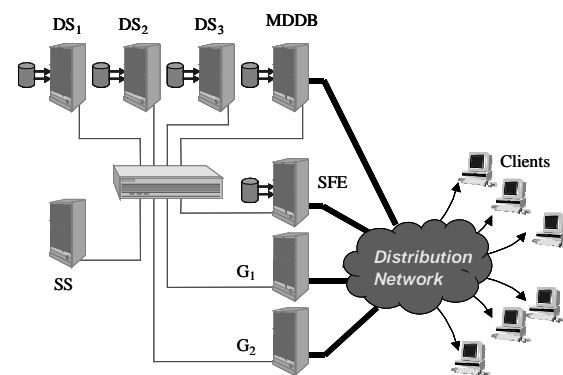 DS₁
DS₂
DS₃
MDDB
Clients
SFE
Distribution
Network
G₁
SS
G₂